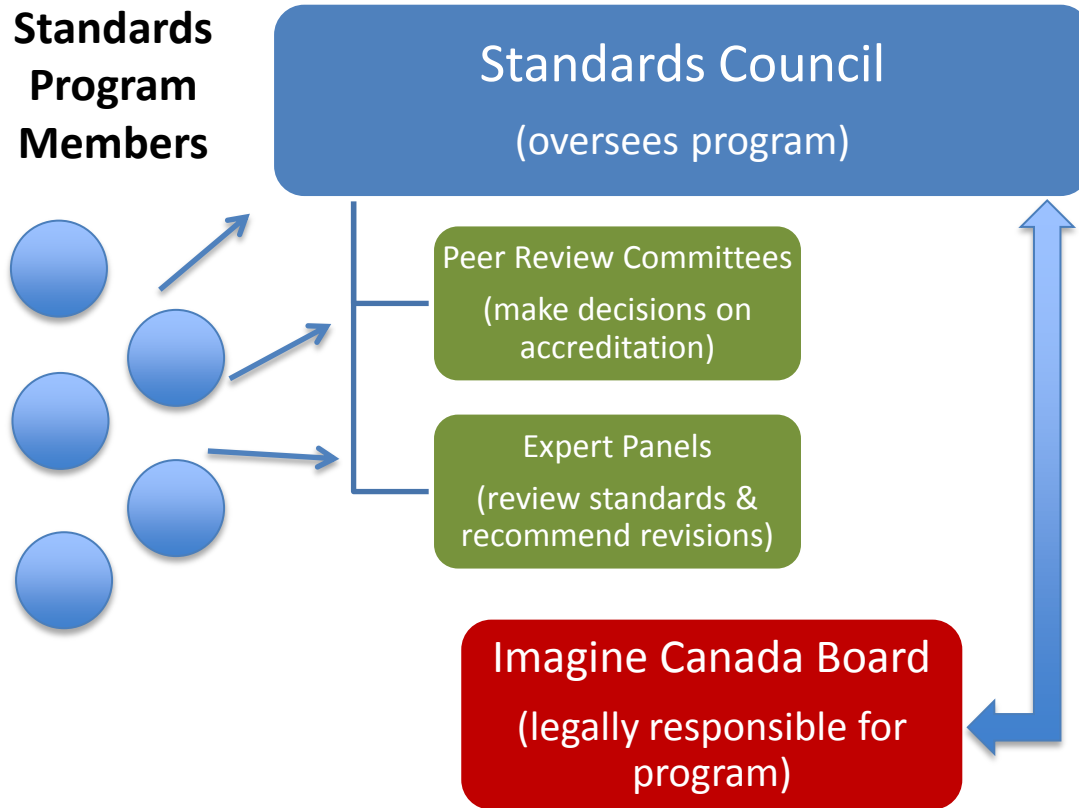 Standards
Program
Members
Standards Council
(oversees program)
Peer Review Committees
(make decisions on
accreditation)
Expert Panels
(review standards &
recommend revisions)
Imagine Canada Board
(legally responsible for
program)